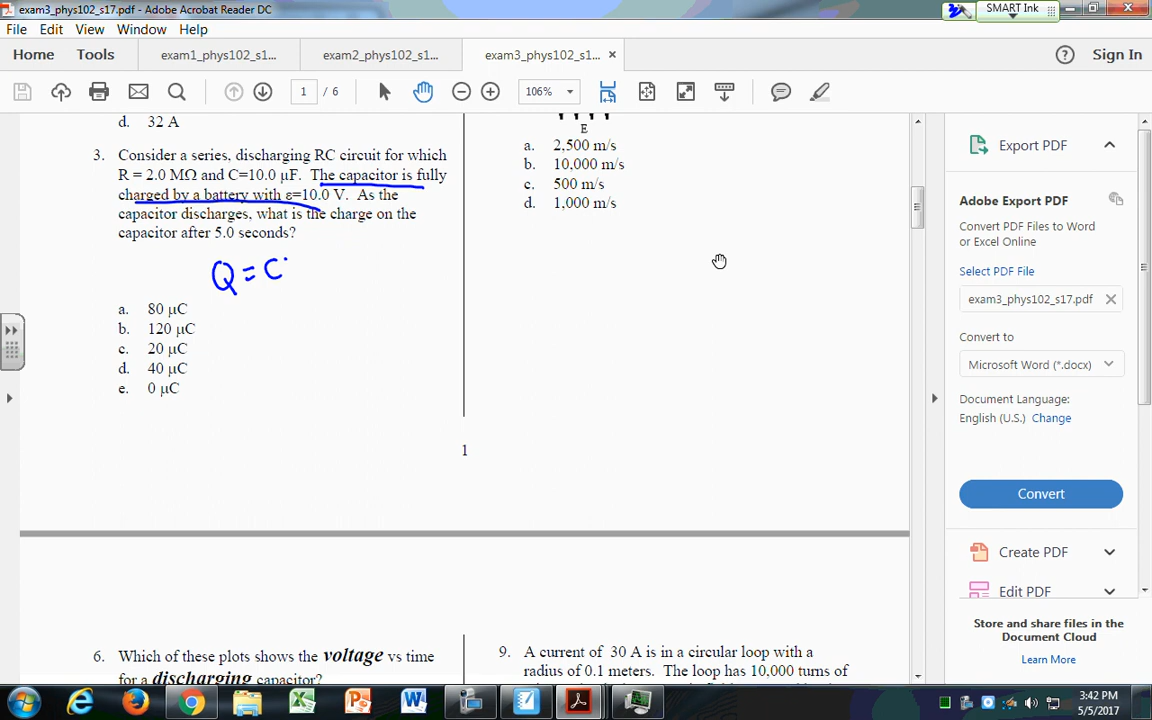 exam3_phys102_s17.pdf - Adobe Acrobat Reader DC
SMART Ink
File Edit View Window Help
Home Tools exam1_phys102_s1... exam2_phys102_s1... exam3_phys102_s1... × Sign In
1 / 6 106%
d. 32 A
3. Consider a series, discharging RC circuit for which
R = 2.0 MΩ and C=10.0 μF. The capacitor is fully
charged by a battery with ε=10.0 V. As the
capacitor discharges, what is the charge on the
capacitor after 5.0 seconds?
Q = C
a. 80 μC
b. 120 μC
c. 20 μC
d. 40 μC
e. 0 μC
E
a. 2,500 m/s
b. 10,000 m/s
c. 500 m/s
d. 1,000 m/s
1
6. Which of these plots shows the voltage vs time
for a discharging capacitor?
9. A current of 30 A is in a circular loop with a
radius of 0.1 meters. The loop has 10,000 turns of
Export PDF
Adobe Export PDF
Convert PDF Files to Word
or Excel Online
Select PDF File
exam3_phys102_s17.pdf
Convert to
Microsoft Word (*.docx)
Document Language:
English (U.S.) Change
Convert
Create PDF
Edit PDF
Store and share files in the
Document Cloud
Learn More
3:42 PM
5/5/2017